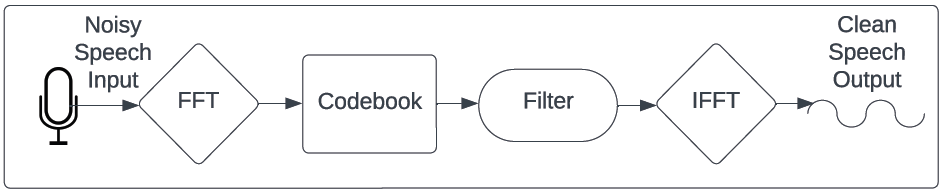 Noisy
Speech
Input
FFT
Codebook
Filter
IFFT
Clean
Speech
Output